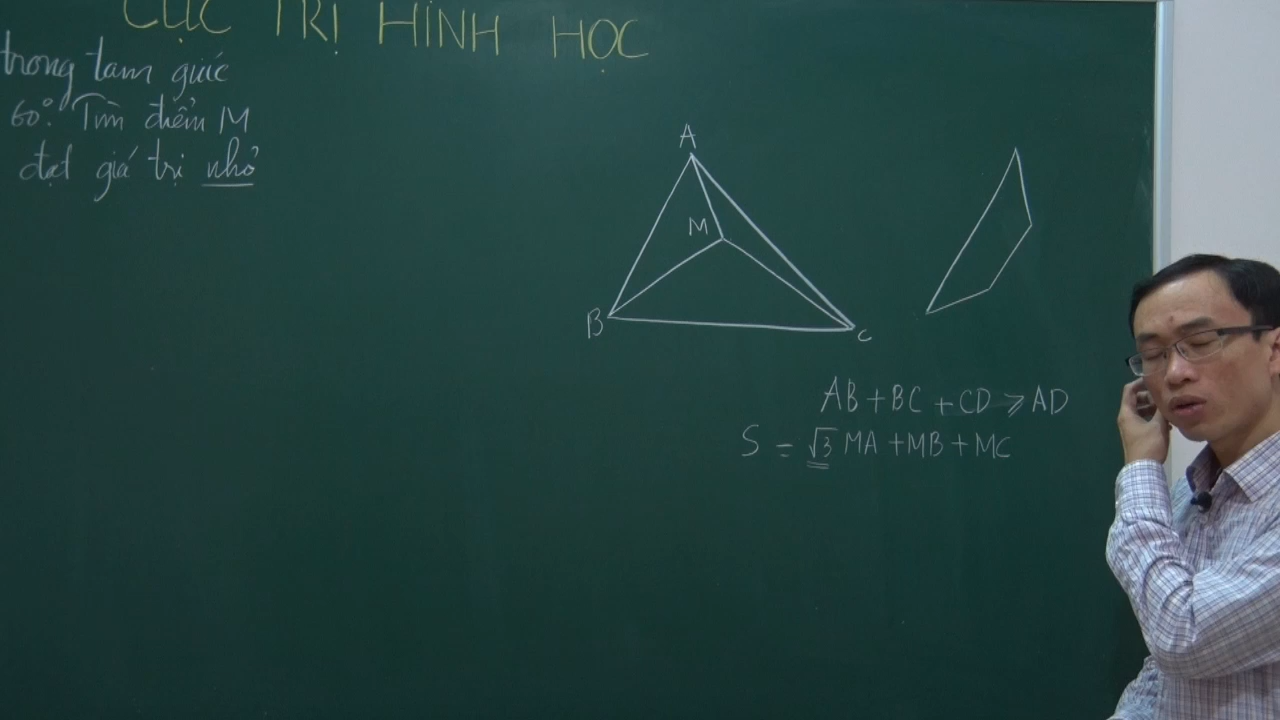 CỰC TRỊ HÌNH HỌC
trong tam giác
60°. Tìm điểm M
đạt giá trị nhỏ
A
M
B
C
AB + BC + CD ⩾ AD
S = √3 MA + MB + MC